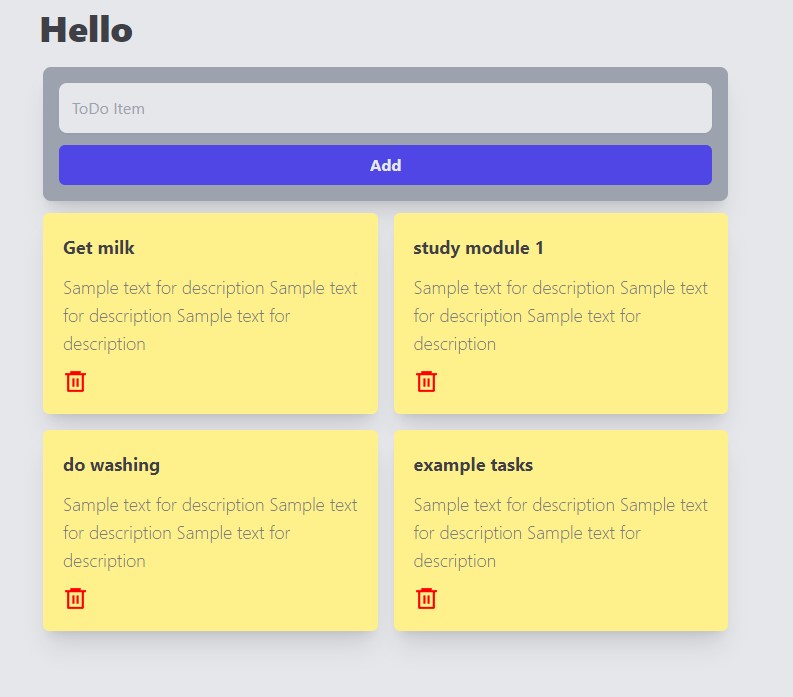 Hello
ToDo Item
Add
Get milk
Sample text for description Sample text
for description Sample text for
description
study module 1
Sample text for description Sample text
for description Sample text for
description
do washing
Sample text for description Sample text
for description Sample text for
description
example tasks
Sample text for description Sample text
for description Sample text for
description